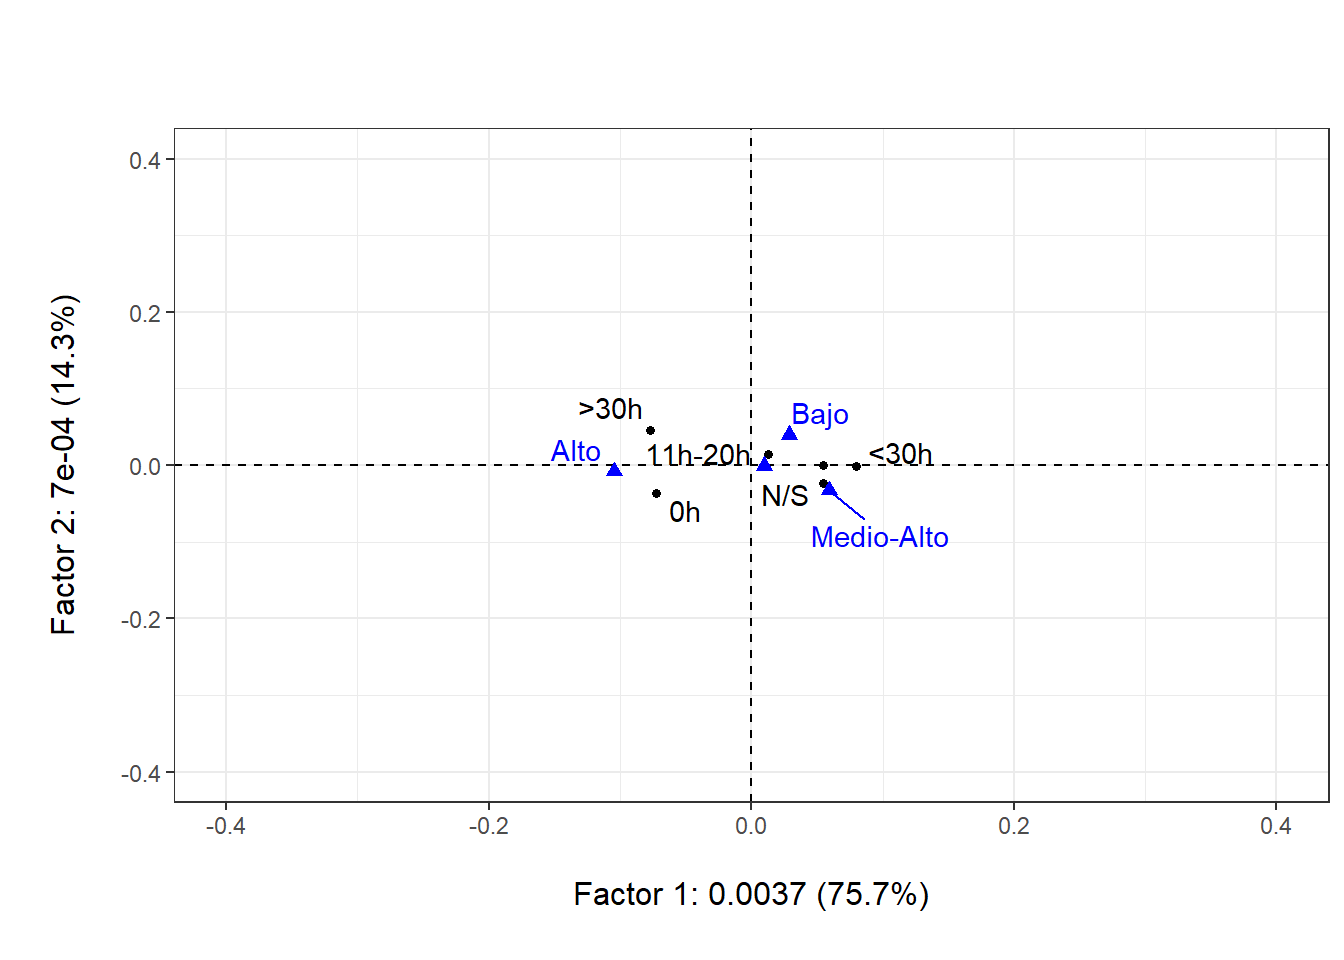 0.4
0.2
0.0
-0.2
-0.4
Factor 2: 7e-04 (14.3%)
>30h
Bajo
Alto
11h-20h
<30h
N/S
0h
Medio-Alto
-0.4
-0.2
0.0
0.2
0.4
Factor 1: 0.0037 (75.7%)